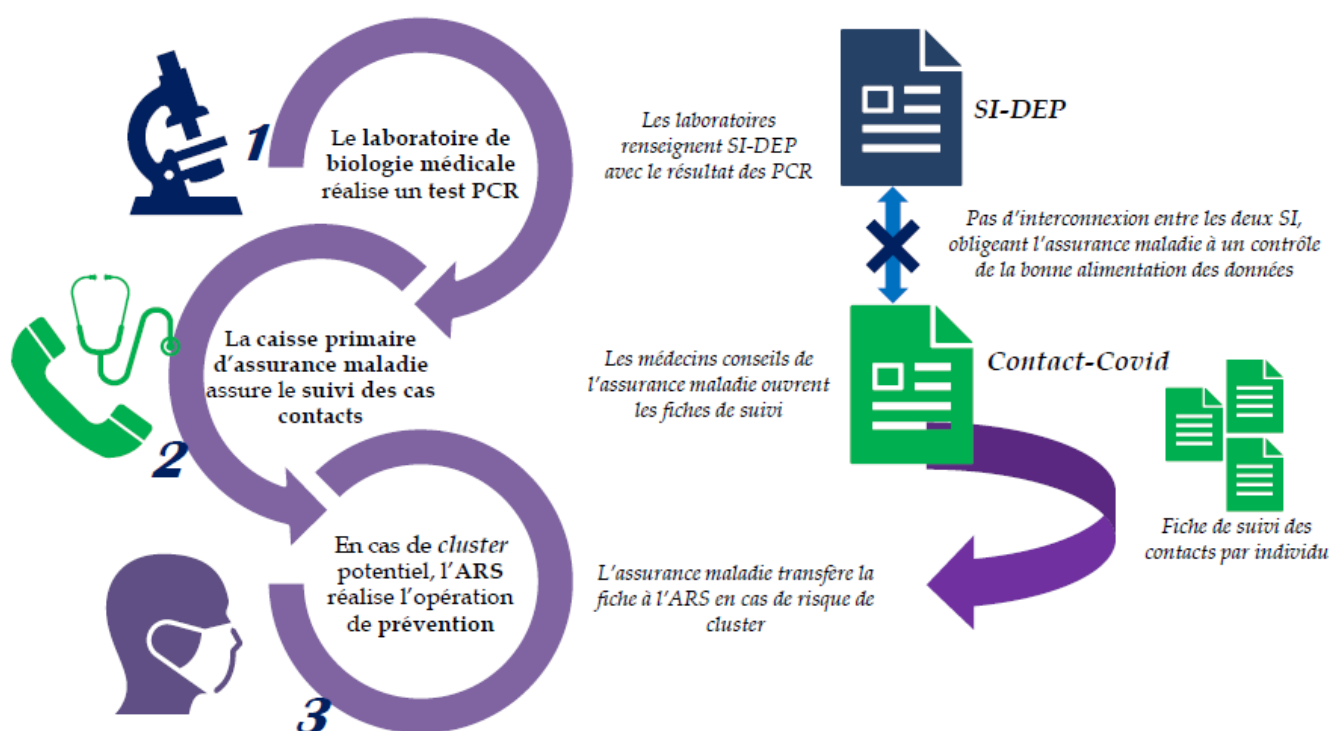 1
Le laboratoire de
biologie médicale
réalise un test PCR
Les laboratoires
renseignent SI-DEP
avec le résultat des PCR
SI-DEP
Pas d'interconnexion entre les deux SI,
obligeant l'assurance maladie à un contrôle
de la bonne alimentation des données
2
La caisse primaire
d'assurance maladie
assure le suivi des cas
contacts
Les médecins conseils de
l'assurance maladie ouvrent
les fiches de suivi
Contact-Covid
Fiche de suivi des
contacts par individu
3
En cas de cluster
potentiel, l'ARS
réalise l'opération
de prévention
L'assurance maladie transfère la
fiche à l'ARS en cas de risque de
cluster